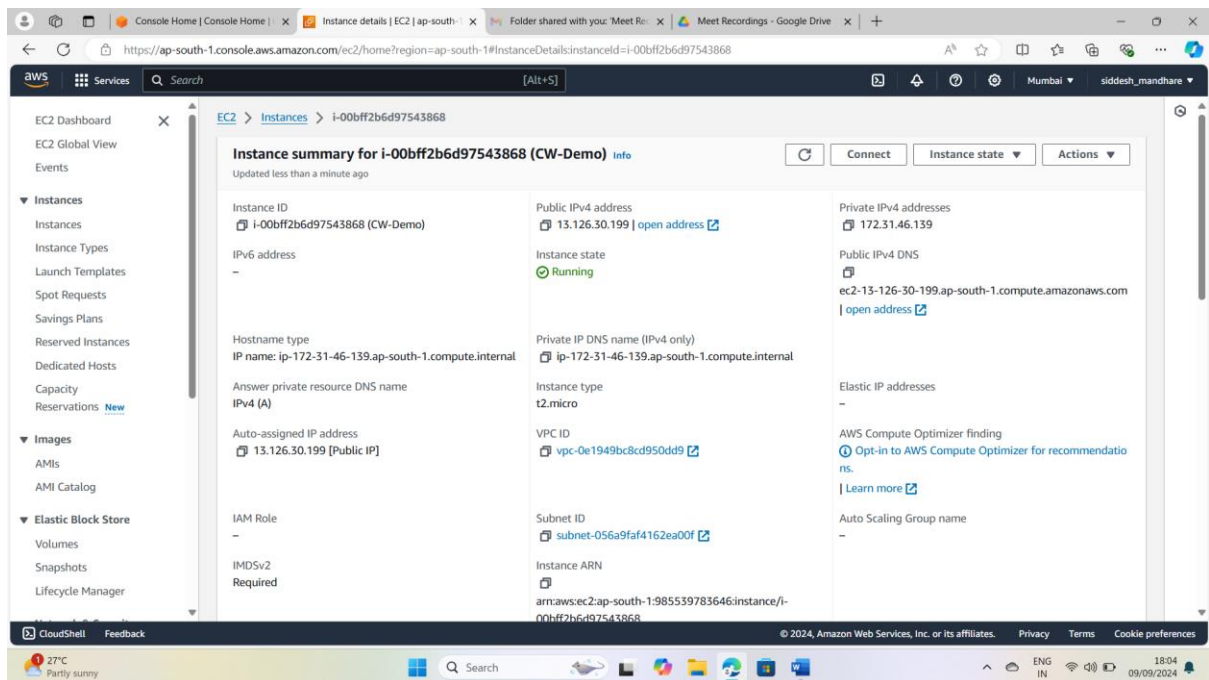 Console Home | Console Home |
Instance details | EC2 | ap-south-
Folder shared with you: 'Meet Rec
Meet Recordings - Google Drive
https://ap-south-1.console.aws.amazon.com/ec2/home?region=ap-south-1#InstanceDetails:instanceId=i-00bff2b6d97543868
aws Services Search [Alt+S] Mumbai ▼ siddesh_mandhare ▼
EC2 Dashboard
EC2 Global View
Events
▼ Instances
Instances
Instance Types
Launch Templates
Spot Requests
Savings Plans
Reserved Instances
Dedicated Hosts
Capacity
Reservations New
▼ Images
AMIs
AMI Catalog
▼ Elastic Block Store
Volumes
Snapshots
Lifecycle Manager
EC2 > Instances > i-00bff2b6d97543868
Instance summary for i-00bff2b6d97543868 (CW-Demo) Info
Connect Instance state ▼ Actions ▼
Updated less than a minute ago
Instance ID
i-00bff2b6d97543868 (CW-Demo)
Public IPv4 address
13.126.30.199 | open address
Private IPv4 addresses
172.31.46.139
IPv6 address
–
Instance state
Running
Public IPv4 DNS
ec2-13-126-30-199.ap-south-1.compute.amazonaws.com
| open address
Hostname type
IP name: ip-172-31-46-139.ap-south-1.compute.internal
Private IP DNS name (IPv4 only)
ip-172-31-46-139.ap-south-1.compute.internal
Answer private resource DNS name
IPv4 (A)
Instance type
t2.micro
Elastic IP addresses
–
Auto-assigned IP address
13.126.30.199 [Public IP]
VPC ID
vpc-0e1949bc8cd950dd9
AWS Compute Optimizer finding
Opt-in to AWS Compute Optimizer for recommendatio
ns.
| Learn more
IAM Role
–
Subnet ID
subnet-056a9faf4162ea00f
Auto Scaling Group name
–
IMDSv2
Required
Instance ARN
arn:aws:ec2:ap-south-1:985539783646:instance/i-
00bff2b6d97543868
CloudShell Feedback © 2024, Amazon Web Services, Inc. or its affiliates. Privacy Terms Cookie preferences
1
27°C
Partly sunny
Search
ENG
IN
18:04
09/09/2024